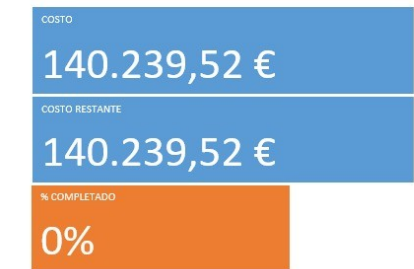 COSTO
140.239,52 €
COSTO RESTANTE
140.239,52 €
% COMPLETADO
0%